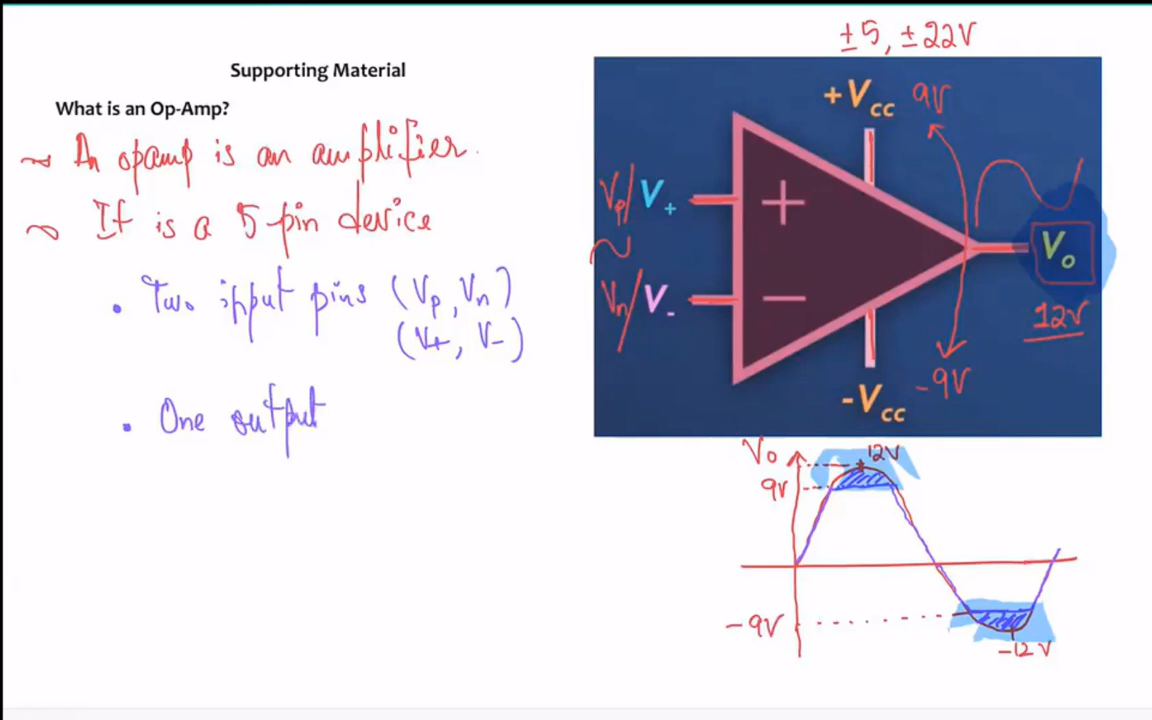 ±5, ±22V
Supporting Material
What is an Op-Amp?
An opamp is an amplifier.
It is a 5-pin device
• Two input pins (Vp, Vn)
(V+, V-)
• One output
+Vcc 9V
Vp/ V+
+
Vo
Vn/ V-
−
12V
-9V
-Vcc
Vo
12V
9V
-9V
-12V